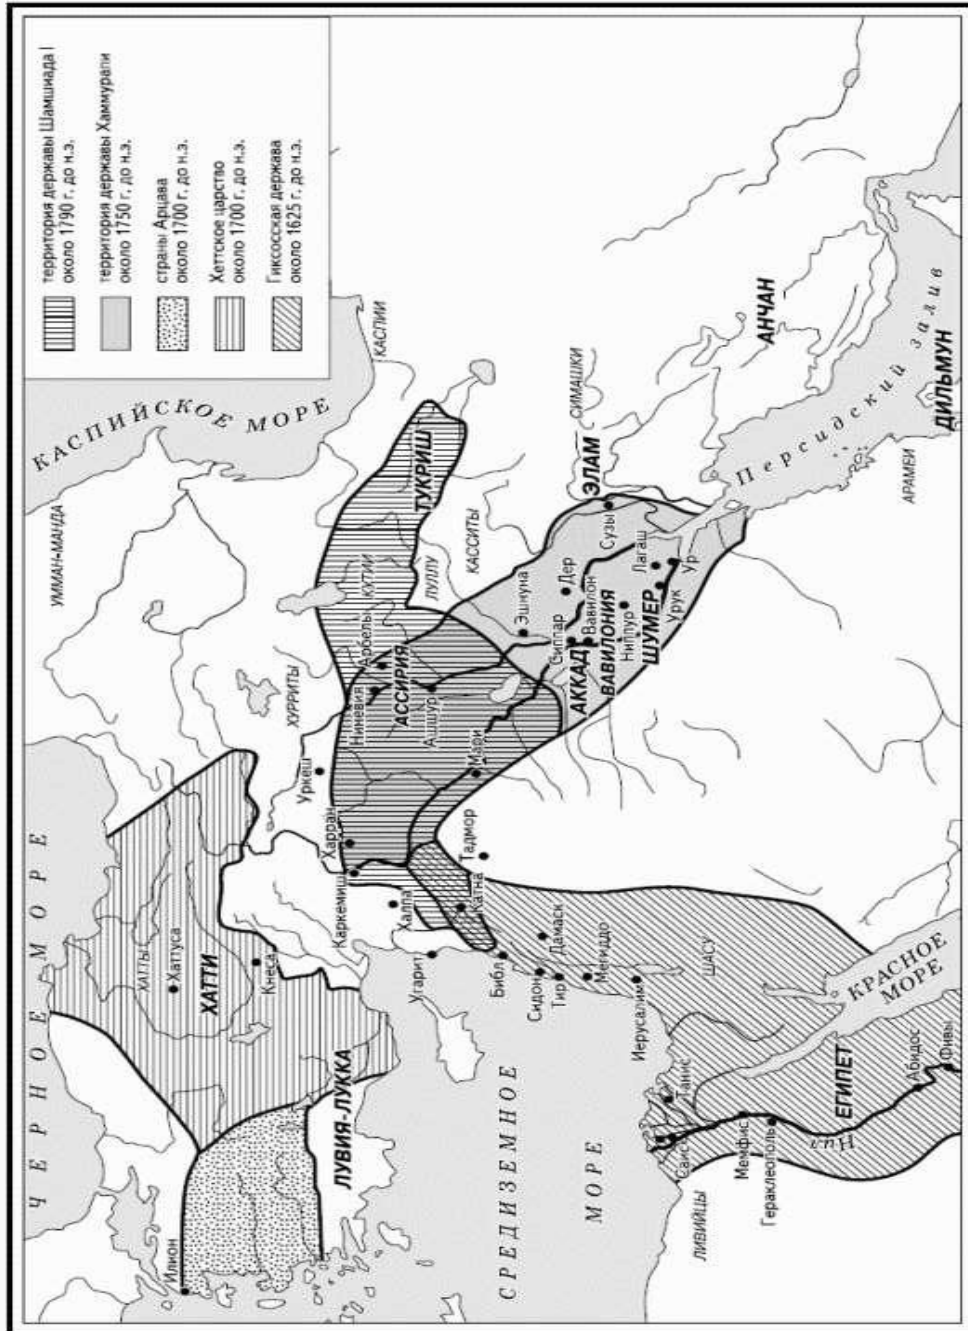 территория державы Шамшиада I
около 1790 г. до н.э.
территория державы Хаммурапи
около 1750 г. до н.э.
страны Арцава
около 1700 г. до н.э.
Хеттское царство
около 1700 г. до н.э.
Гиксосская держава
около 1625 г. до н.э.
ЧЕРНОЕ МОРЕ
УММАН-МАНДА
КАСПИЙСКОЕ МОРЕ
КАСПИИ
Илион
ХАТТЫ
Хаттуса
ХАТТИ
Кнеса
ЛУВИЯ-ЛУККА
ХУРРИТЫ
Уркеш
Харран
Каркемиш
Халпа
Угарит
Ниневия
Арбелы
КУТИИ
АССИРИЯ
Ашшур
ТУКРИШ
ЛУЛЛУ
КАССИТЫ
Мари
Тадмор
Катна
Библ
Сидон
Дамаск
Тир
Мегиддо
Иерусалим
ШАСУ
СРЕДИЗЕМНОЕ
МОРЕ
Эшнуна
Дер
Сиппар
АККАД
Вавилон
ВАВИЛОНИЯ
Ниппур
ШУМЕР
Лагаш
Урук
Ур
Сузы
ЭЛАМ
СИМАШКИ
АНЧАН
Персидский залив
ДИЛЬМУН
АРАМЕИ
КРАСНОЕ
МОРЕ
ЛИВИЙЦЫ
Саис
Танис
Мемфис
Гераклеополь
Нил
ЕГИПЕТ
Абидос
Фивы